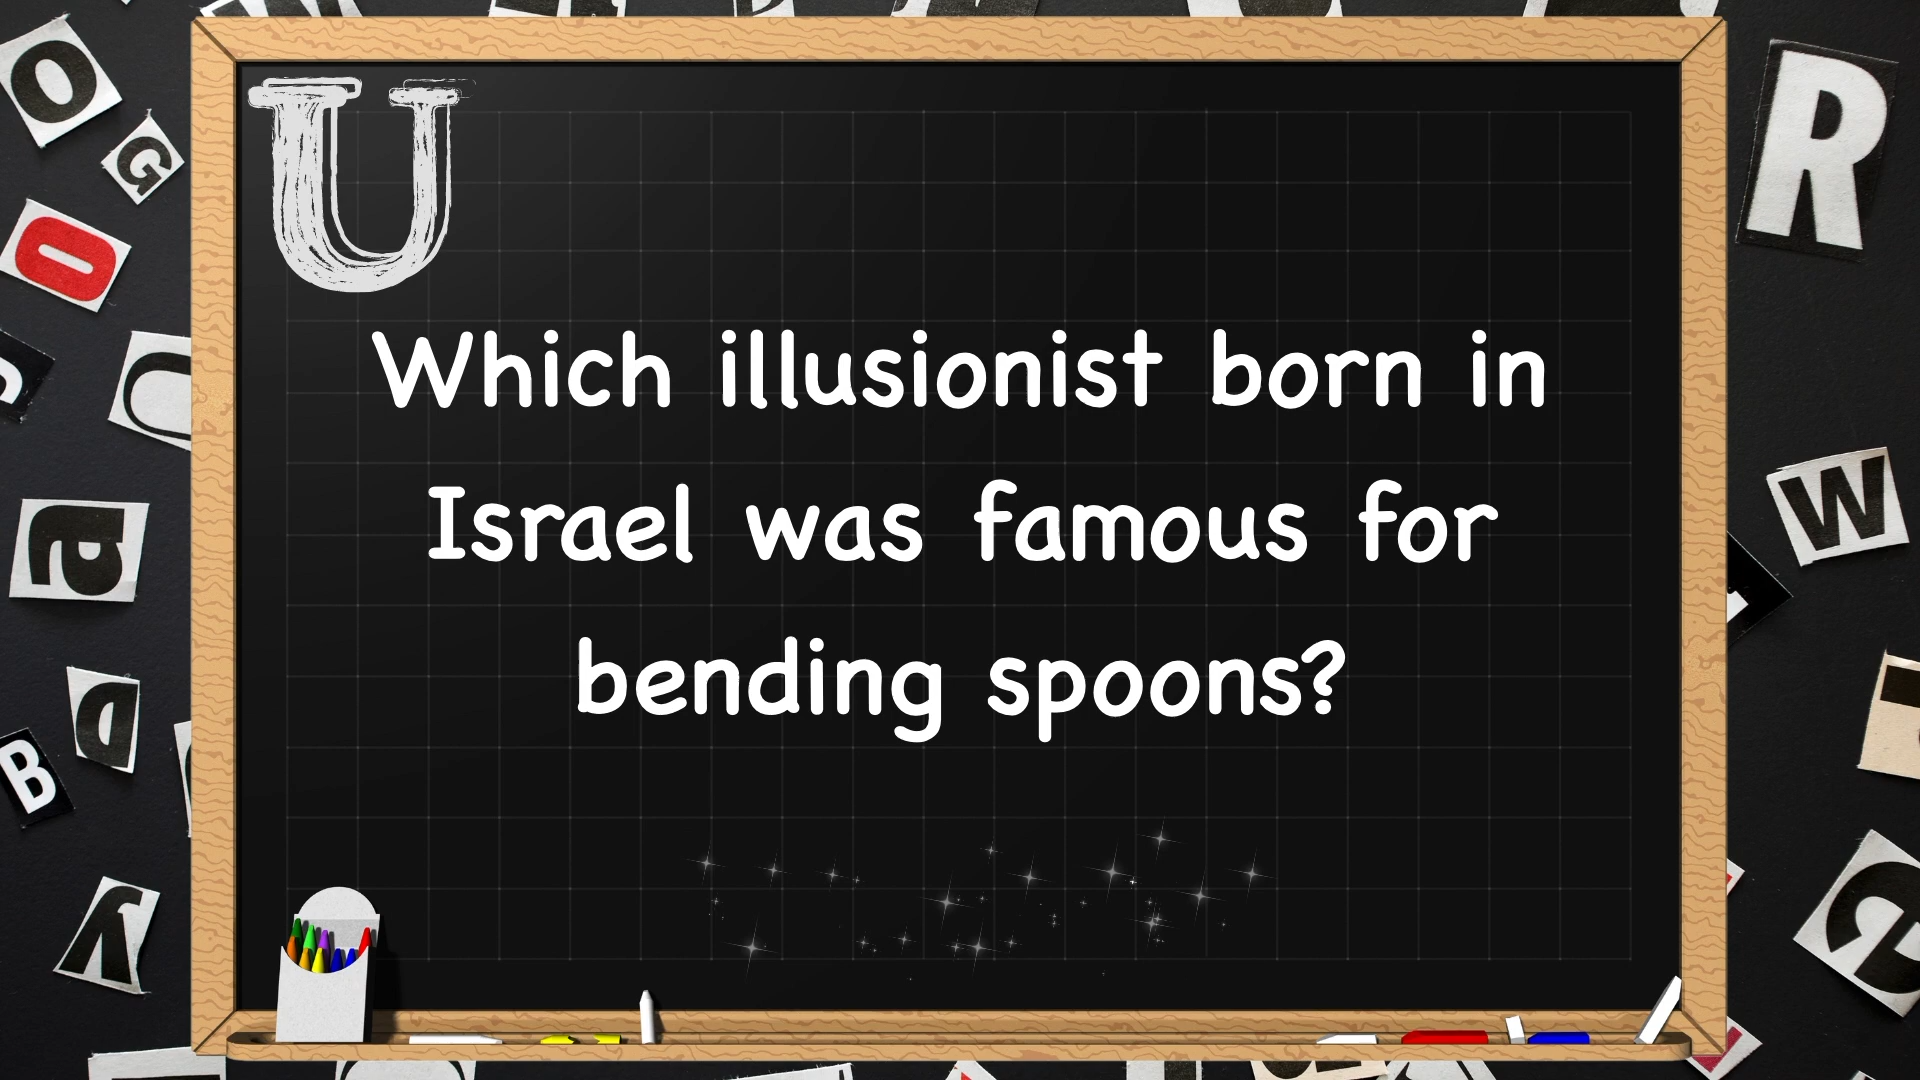 U
Which illusionist born in
Israel was famous for
bending spoons?
O
G
O
a
B
y
R
W